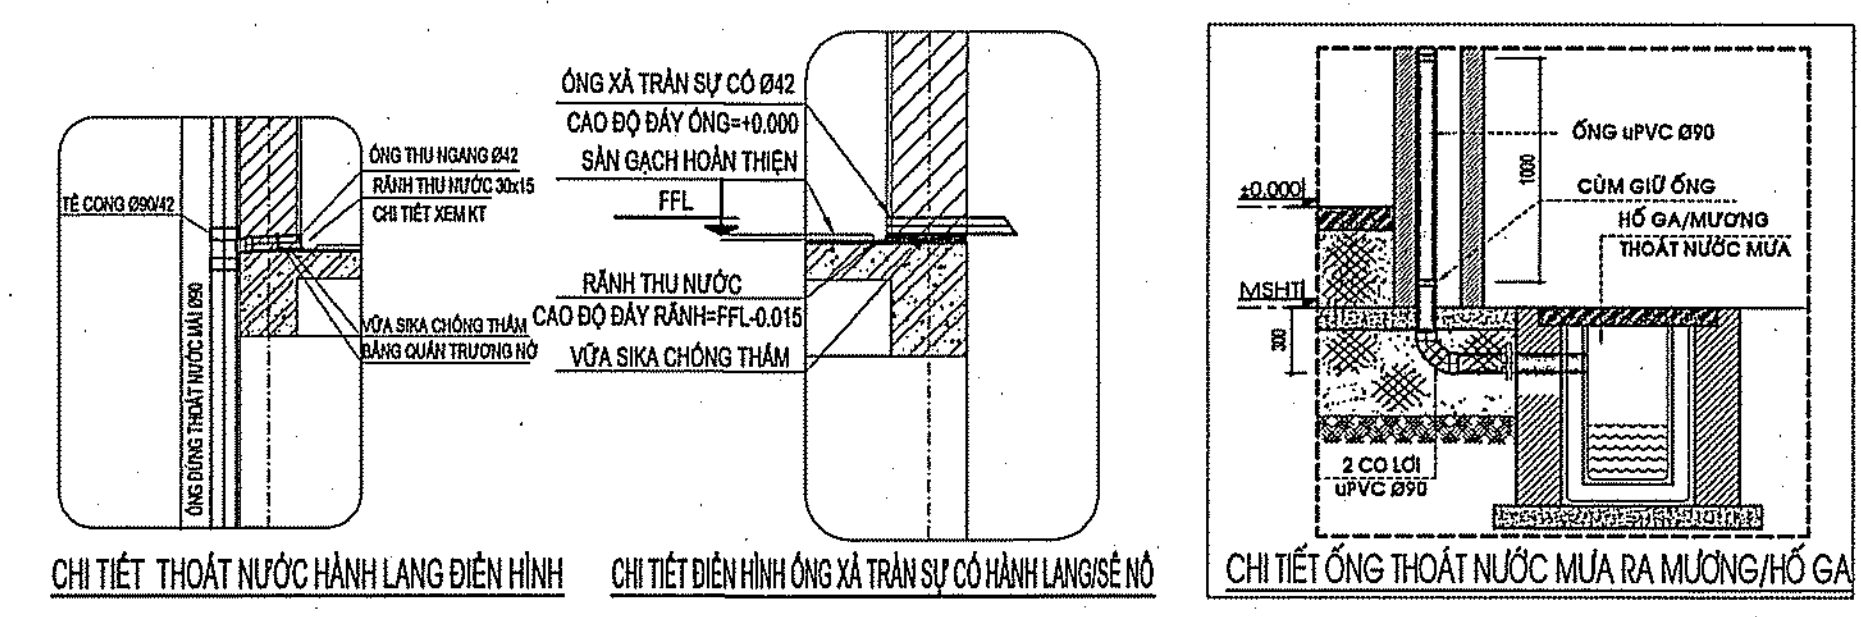 ỐNG THU NGANG Ø42
RÃNH THU NƯỚC 30x15
CHI TIẾT XEM KT
TÊ CONG Ø90/42
ỐNG ĐỨNG THOÁT NƯỚC MÁI Ø90
VỮA SIKA CHỐNG THẤM
BĂNG QUẤN TRƯƠNG NỞ
CHI TIẾT THOÁT NƯỚC HÀNH LANG ĐIỂN HÌNH
ỐNG XẢ TRÀN SỰ CỐ Ø42
CAO ĐỘ ĐÁY ỐNG=+0.000
SÀN GẠCH HOÀN THIỆN
FFL
RÃNH THU NƯỚC
CAO ĐỘ ĐÁY RÃNH=FFL-0.015
VỮA SIKA CHỐNG THẤM
CHI TIẾT ĐIỂN HÌNH ỐNG XẢ TRÀN SỰ CỐ HÀNH LANG/SÊ NÔ
ỐNG uPVC Ø90
1000
CÙM GIỮ ỐNG
±0.000
HỐ GA/MƯƠNG
THOÁT NƯỚC MƯA
MSHT
300
2 CO LƠI
uPVC Ø90
CHI TIẾT ỐNG THOÁT NƯỚC MƯA RA MƯƠNG/HỐ GA